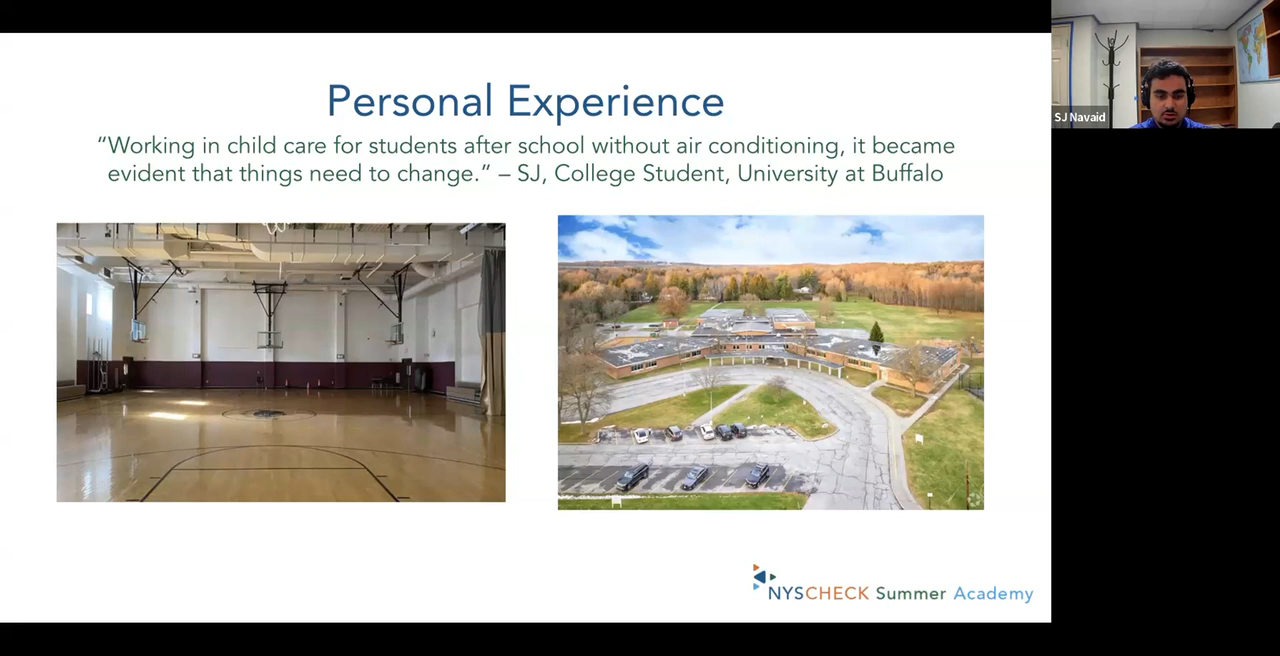 Personal Experience
“Working in child care for students after school without air conditioning, it became
evident that things need to change.” – SJ, College Student, University at Buffalo
NYSCHECK Summer Academy
SJ Navaid